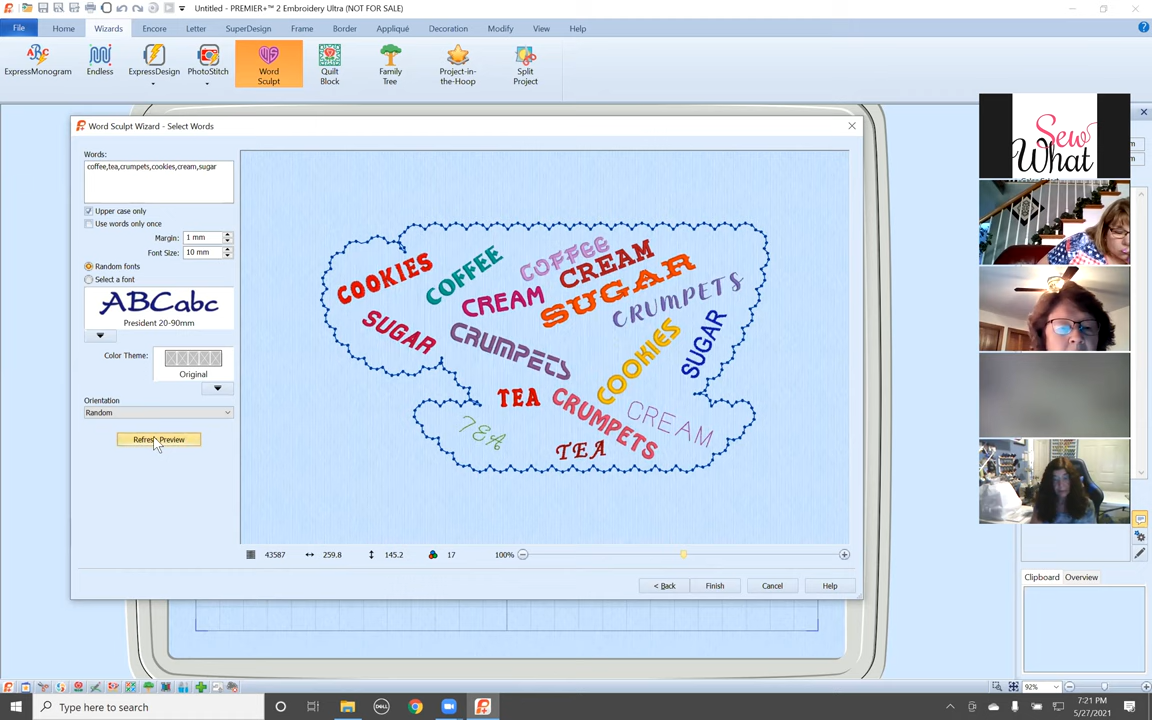 Untitled - PREMIER+™ 2 Embroidery Ultra (NOT FOR SALE)
File Home Wizards Encore Letter SuperDesign Frame Border Appliqué Decoration Modify View Help
ExpressMonogram Endless ExpressDesign PhotoStitch Word Sculpt Quilt Block Family Tree Project-in-the-Hoop Split Project
Word Sculpt Wizard - Select Words
Words:
coffee,tea,crumpets,cookies,cream,sugar
Upper case only
Use words only once
Margin: 1 mm
Font Size: 10 mm
Random fonts
Select a font
ABCabc
President 20-90mm
Color Theme:
Original
Orientation
Random
Refresh Preview
COOKIES
COFFEE
COFFEE
CREAM
CREAM
SUGAR
CRUMPETS
SUGAR
CRUMPETS
COOKIES
SUGAR
TEA
CRUMPETS
CREAM
TEA
TEA
43587 259.8 145.2 17 100%
< Back Finish Cancel Help
Sew
What
Clipboard Overview
92%
Type here to search
DELL
7:21 PM
5/27/2021